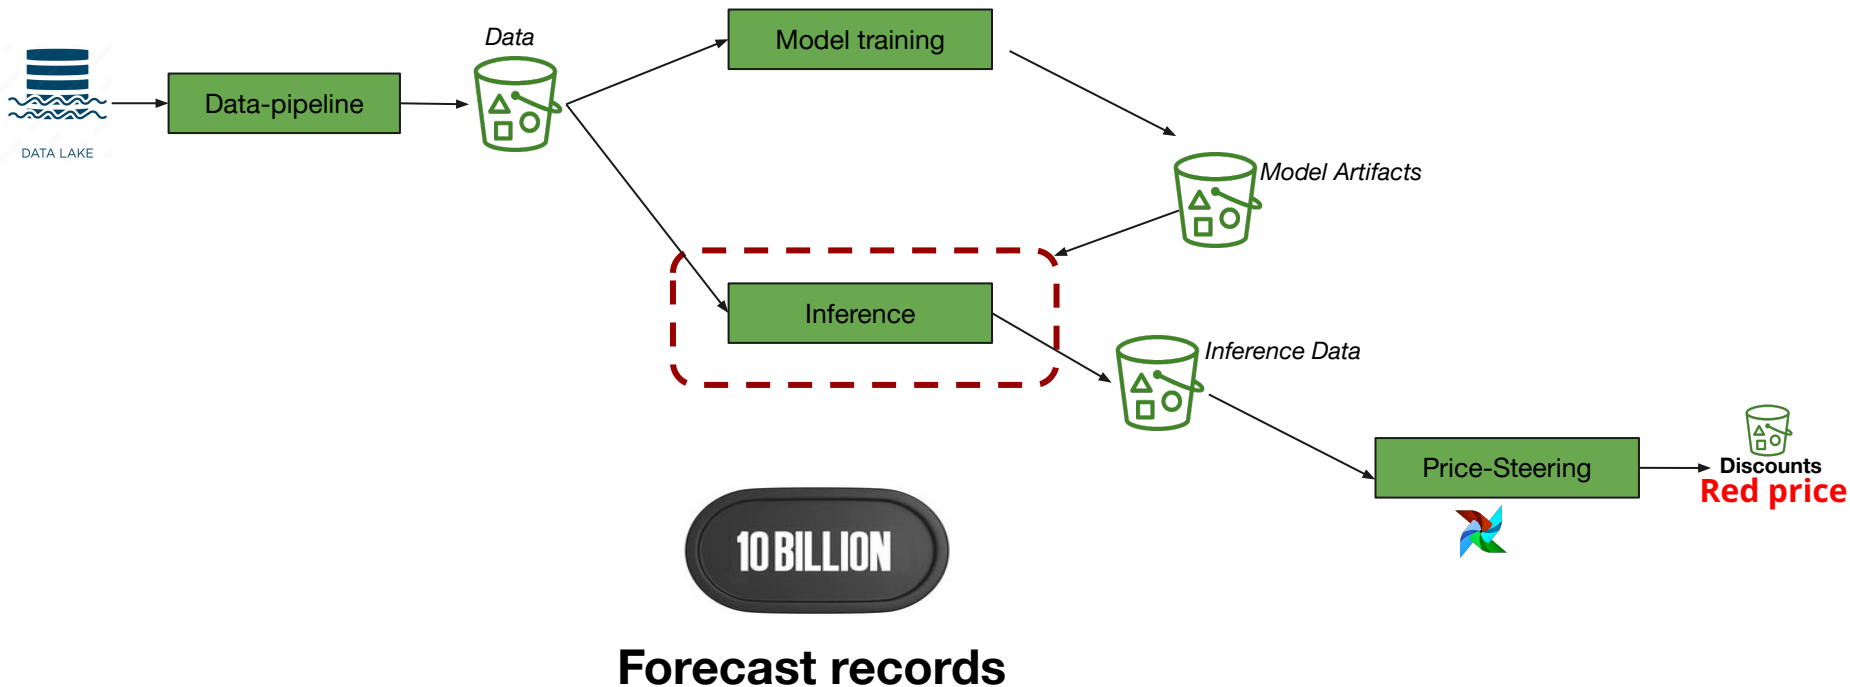 Data
Model training
Data-pipeline
DATA LAKE
Model Artifacts
Inference
Inference Data
Price-Steering
Discounts
Red price
10 BILLION
Forecast records